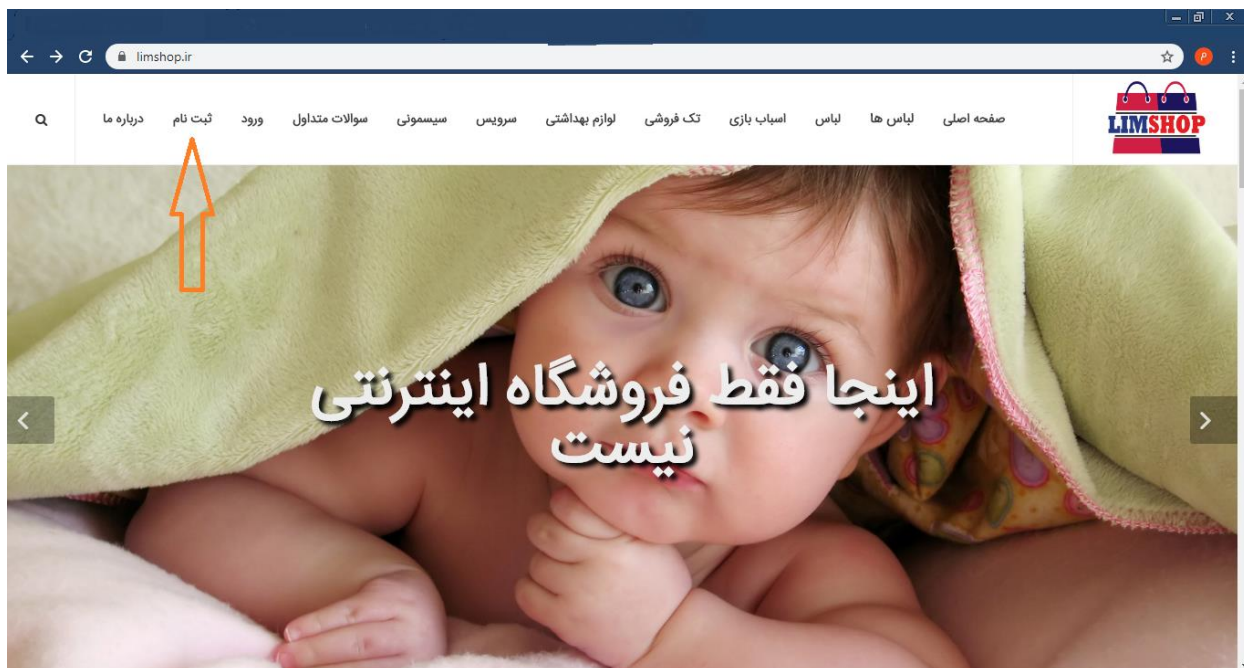 limshop.ir
LIMSHOP
صفحه اصلی لباس ها لباس اسباب بازی تک فروشی لوازم بهداشتی سرویس سیسمونی سوالات متداول ورود ثبت نام درباره ما
اینجا فقط فروشگاه اینترنتی
نیست